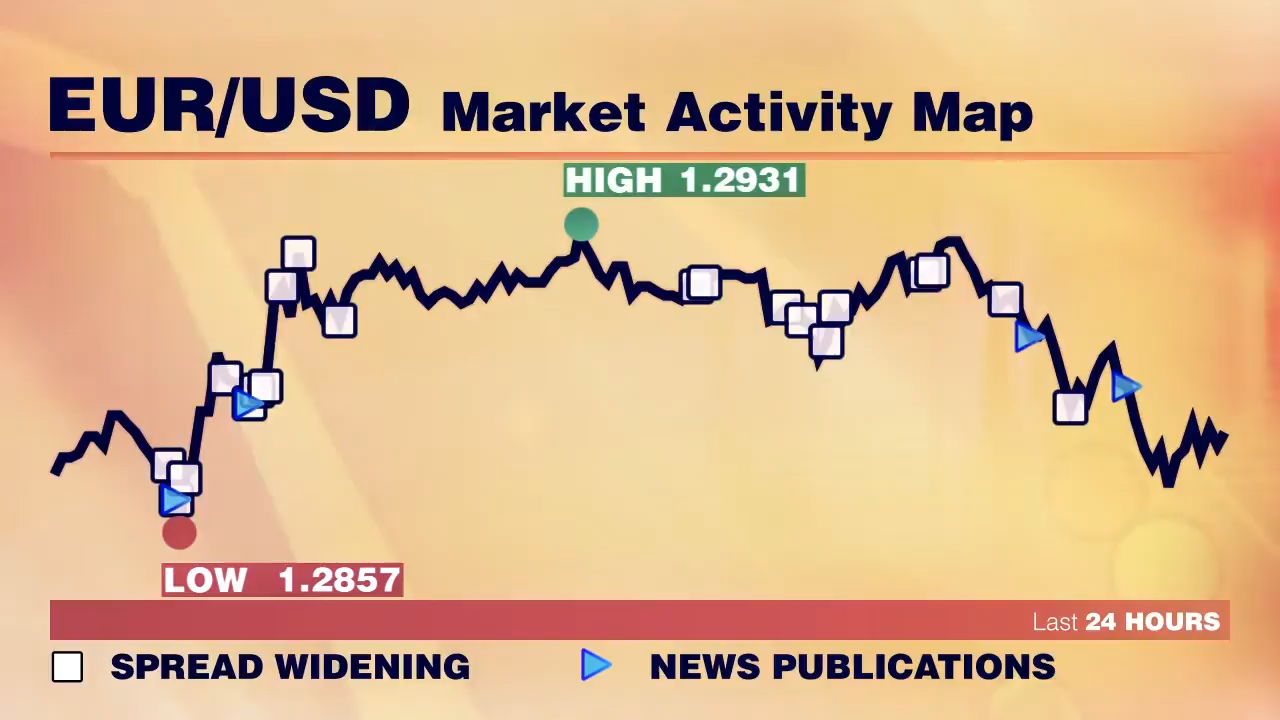 EUR/USD Market Activity Map
HIGH 1.2931
LOW 1.2857
Last 24 HOURS
SPREAD WIDENING
NEWS PUBLICATIONS